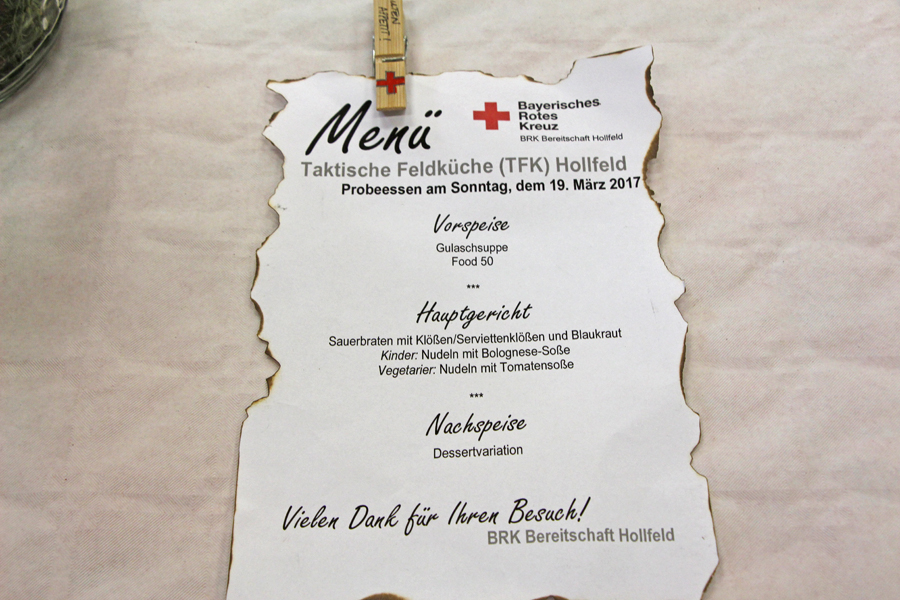 GUTEN
APPETIT!
Menü
Bayerisches
Rotes
Kreuz
BRK Bereitschaft Hollfeld
Taktische Feldküche (TFK) Hollfeld
Probeessen am Sonntag, dem 19. März 2017
Vorspeise
Gulaschsuppe
Food 50
***
Hauptgericht
Sauerbraten mit Klößen/Serviettenklößen und Blaukraut
Kinder: Nudeln mit Bolognese-Soße
Vegetarier: Nudeln mit Tomatensoße
***
Nachspeise
Dessertvariation
Vielen Dank für Ihren Besuch!
BRK Bereitschaft Hollfeld